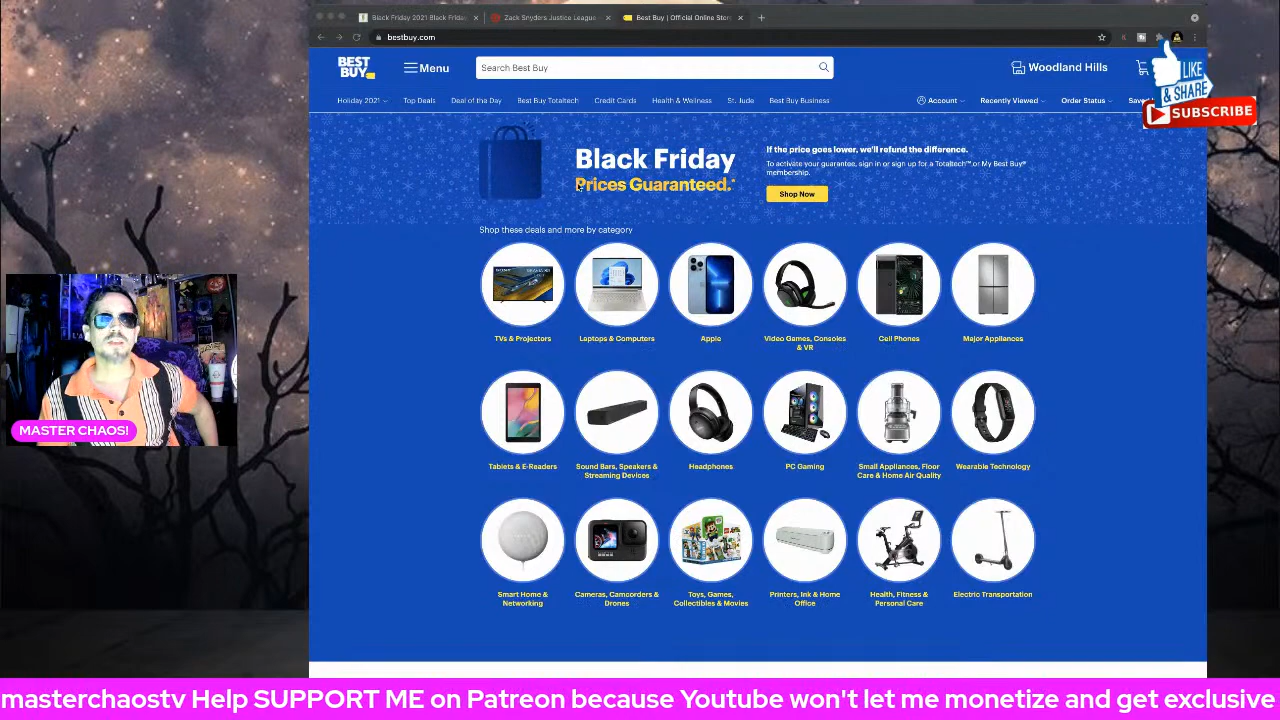 Black Friday 2021 Black Friday
Zack Snyders Justice League
Best Buy | Official Online Stor
bestbuy.com
BEST BUY
Menu
Search Best Buy
Woodland Hills
LIKE
& SHARE
SUBSCRIBE
Holiday 2021
Top Deals
Deal of the Day
Best Buy Totaltech
Credit Cards
Health & Wellness
St. Jude
Best Buy Business
Account
Recently Viewed
Order Status
Black Friday
Prices Guaranteed.*
If the price goes lower, we'll refund the difference.
To activate your guarantee, sign in or sign up for a Totaltech™ or My Best Buy®
membership.
Shop Now
Shop these deals and more by category
TVs & Projectors
Laptops & Computers
Apple
Video Games, Consoles
& VR
Cell Phones
Major Appliances
Tablets & E-Readers
Sound Bars, Speakers &
Streaming Devices
Headphones
PC Gaming
Small Appliances, Floor
Care & Home Air Quality
Wearable Technology
Smart Home &
Networking
Cameras, Camcorders &
Drones
Toys, Games,
Collectibles & Movies
Printers, Ink & Home
Office
Health, Fitness &
Personal Care
Electric Transportation
MASTER CHAOS!
masterchaostv Help SUPPORT ME on Patreon because Youtube won't let me monetize and get exclusive